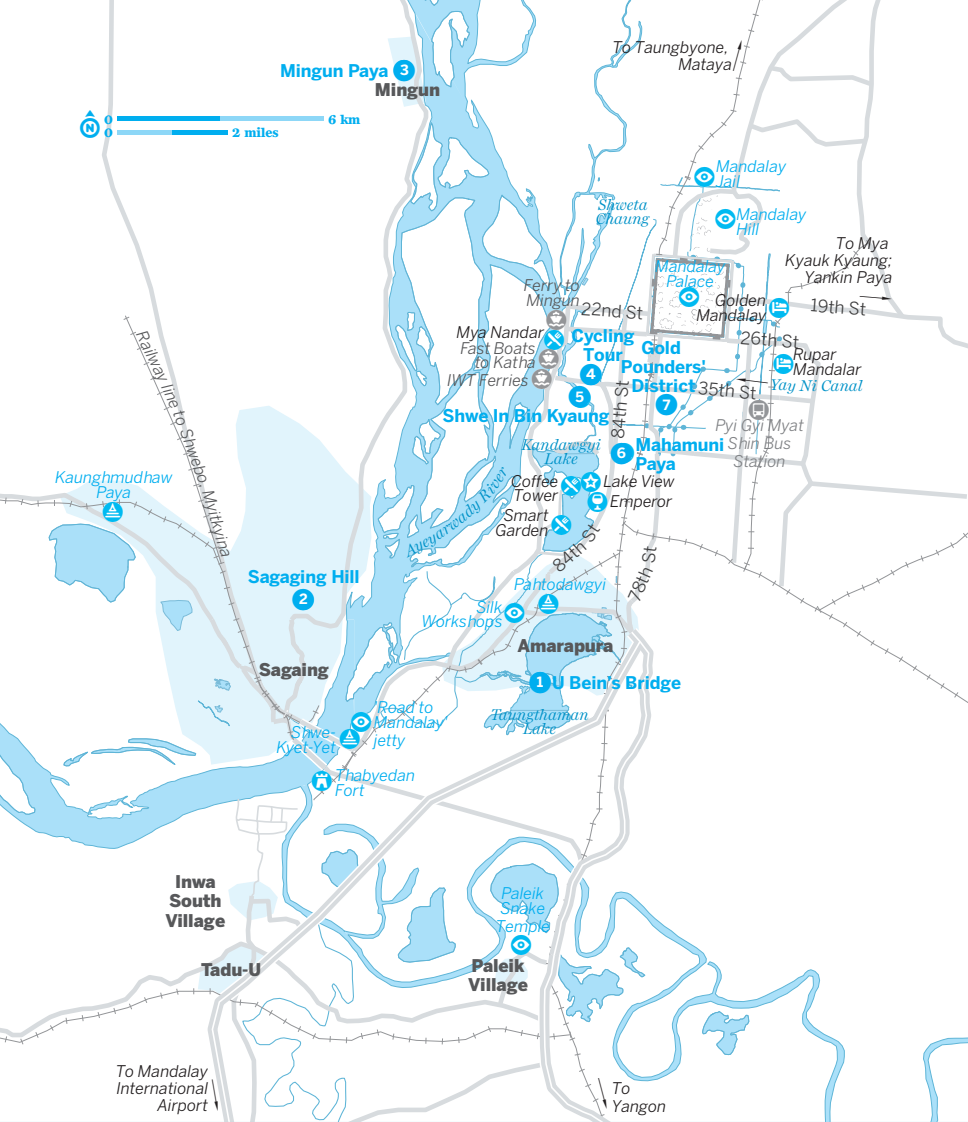 To Taungbyone,
Mataya
Mingun Paya 3
Mingun
N
0 6 km
0 2 miles
Mandalay
Jail
Mandalay
Hill
Shweta
Chaung
To Mya
Kyauk Kyaung;
Yankin Paya
Mandalay
Palace
Ferry to
Mingun
22nd St
Golden
Mandalay
19th St
Mya Nandar
Fast Boats
to Katha
IWT Ferries
Cycling
Tour
4
Gold
Pounders'
District
7
26th St
Rupar
Mandalar
Yay Ni Canal
35th St
5
Shwe In Bin Kyaung
84th St
Pyi Gyi Myat
Shin Bus
Station
Kandawgyi
Lake
6 Mahamuni
Paya
Railway line to Shwebo, Myitkyina
Kaunghmudhaw
Paya
Ayeyarwady River
Coffee
Tower
Lake View
Emperor
Smart
Garden
84th St
78th St
Sagaging Hill
2
Pahtodawgyi
Silk
Workshops
Amarapura
Sagaing
1 U Bein's Bridge
Taungthaman
Lake
'Road to
Mandalay'
jetty
Shwe-
Kyet-Yet
Thabyedan
Fort
Inwa
South
Village
Paleik
Snake
Temple
Tadu-U
Paleik
Village
To Mandalay
International
Airport
To
Yangon